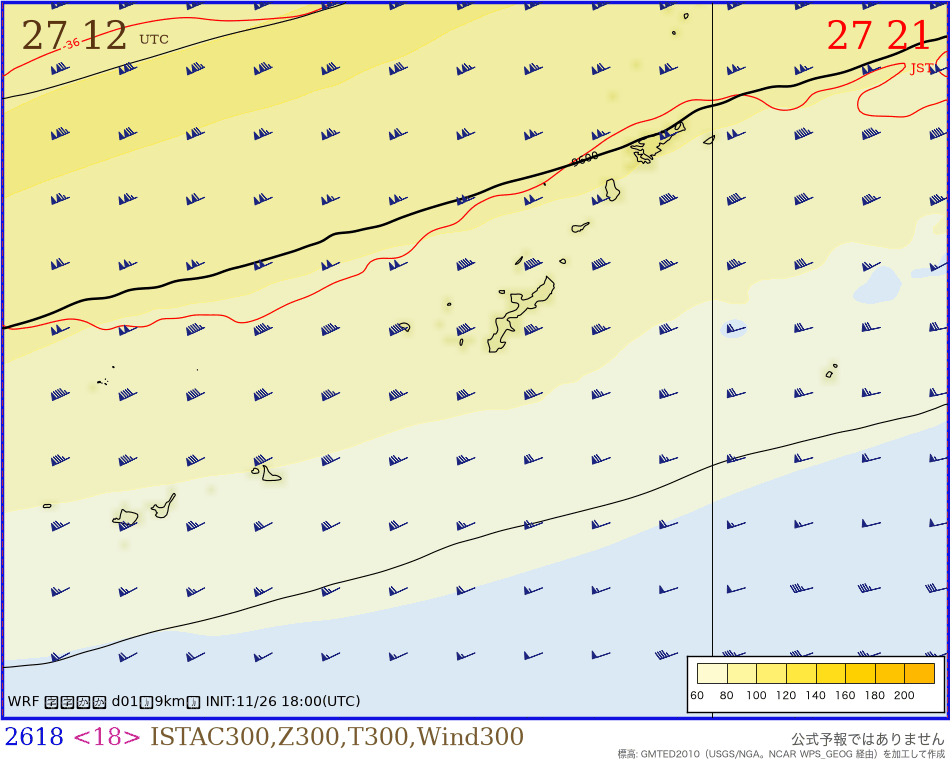 27 12 UTC
27 21 JST
-36
9600
WRF d01 9km INIT:11/26 18:00(UTC)
60 80 100 120 140 160 180 200
2618 <18> ISTAC300,Z300,T300,Wind300
公式予報ではありません
標高: GMTED2010（USGS/NGA。NCAR WPS_GEOG 経由）を加工して作成